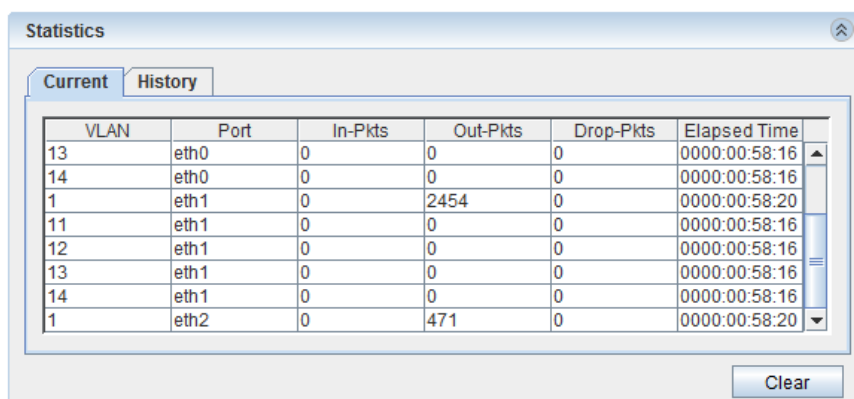 Statistics
Current History
VLAN Port In-Pkts Out-Pkts Drop-Pkts Elapsed Time
13 eth0 0 0 0 0000:00:58:16
14 eth0 0 0 0 0000:00:58:16
1 eth1 0 2454 0 0000:00:58:20
11 eth1 0 0 0 0000:00:58:16
12 eth1 0 0 0 0000:00:58:16
13 eth1 0 0 0 0000:00:58:16
14 eth1 0 0 0 0000:00:58:16
1 eth2 0 471 0 0000:00:58:20
Clear